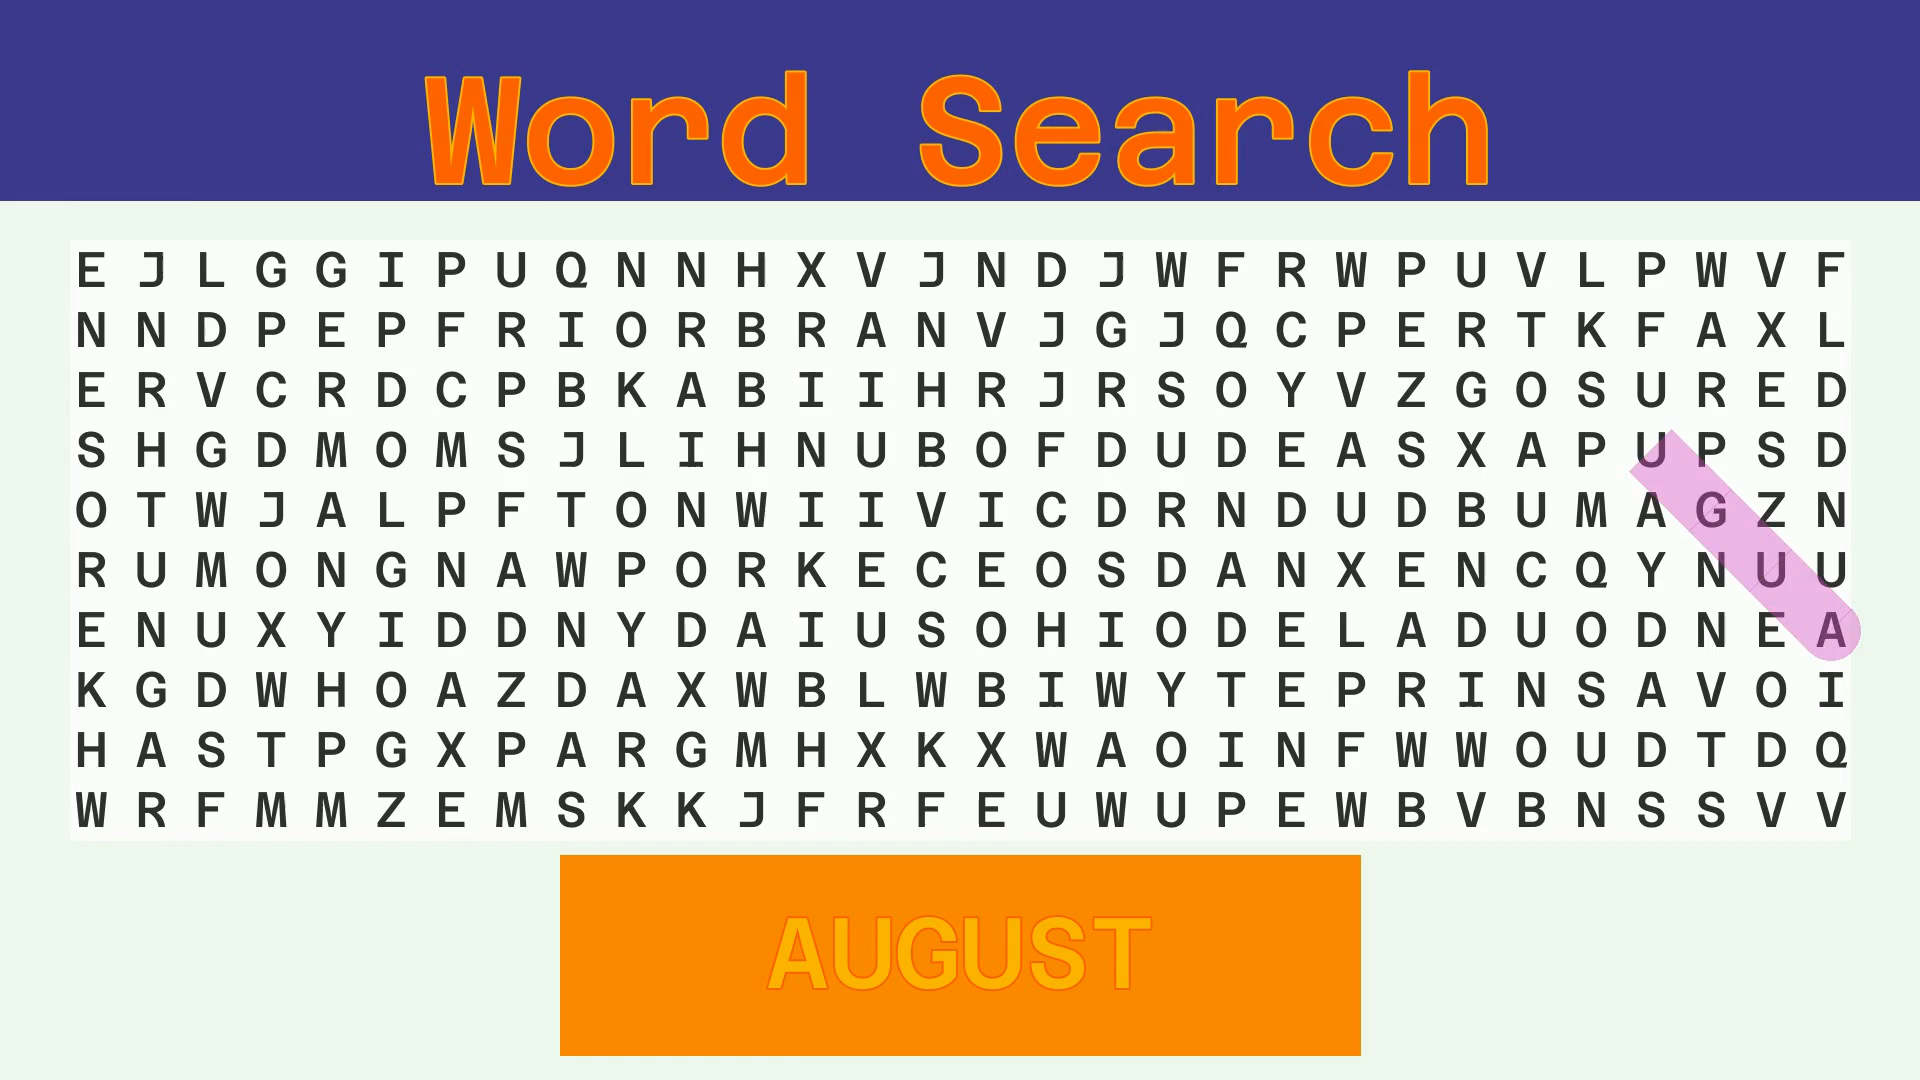 Word Search
E J L G G I P U Q N N H X V J N D J W F R W P U V L P W V F
N N D P E P F R I O R B R A N V J G J Q C P E R T K F A X L
E R V C R D C P B K A B I I H R J R S O Y V Z G O S U R E D
S H G D M O M S J L I H N U B O F D U D E A S X A P U P S D
O T W J A L P F T O N W I I V I C D R N D U D B U M A G Z N
R U M O N G N A W P O R K E C E O S D A N X E N C Q Y N U U
E N U X Y I D D N Y D A I U S O H I O D E L A D U O D N E A
K G D W H O A Z D A X W B L W B I W Y T E P R I N S A V O I
H A S T P G X P A R G M H X K X W A O I N F W W O U D T D Q
W R F M M Z E M S K K J F R F E U W U P E W B V B N S S V V
AUGUST